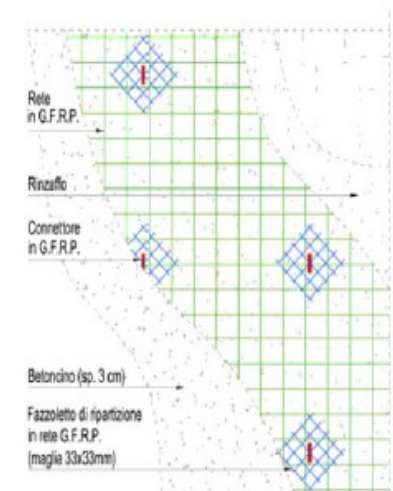 Rete
in G.F.R.P.
Rinzaffo
Connettore
in G.F.R.P.
Betoncino (sp. 3 cm)
Fazzoletto di ripartizione
in rete G.F.R.P.
(maglia 33x33mm)